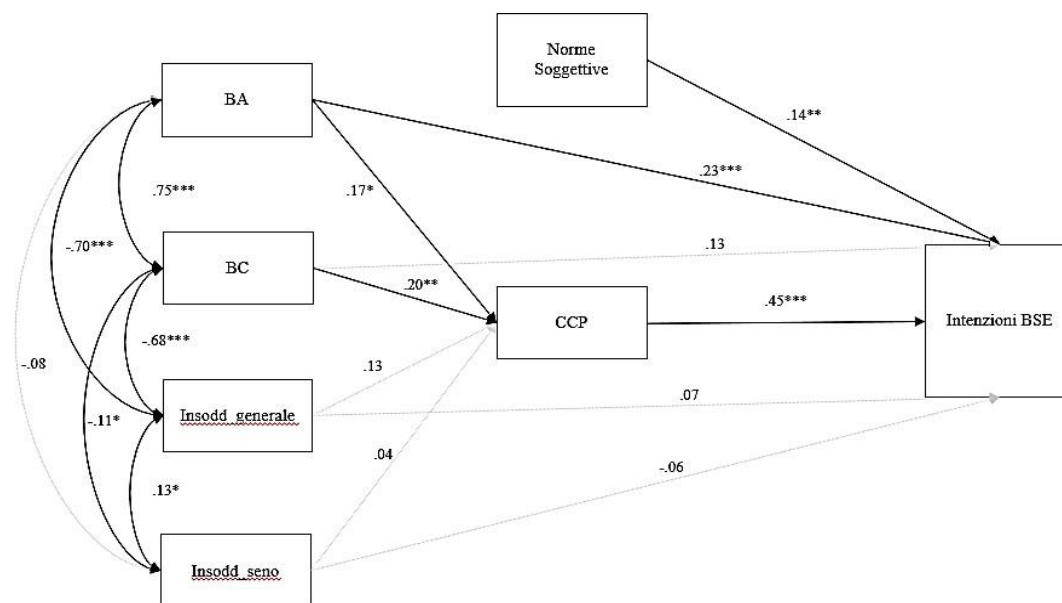 Norme
Soggettive
BA
.14**
.23***
.17*
.75***
-.70***
BC
.13
.20**
CCP
.45***
Intenzioni BSE
-.68***
-.08
.13
.07
Insodd_generale
-.11*
.04
-.06
.13*
Insodd_seno